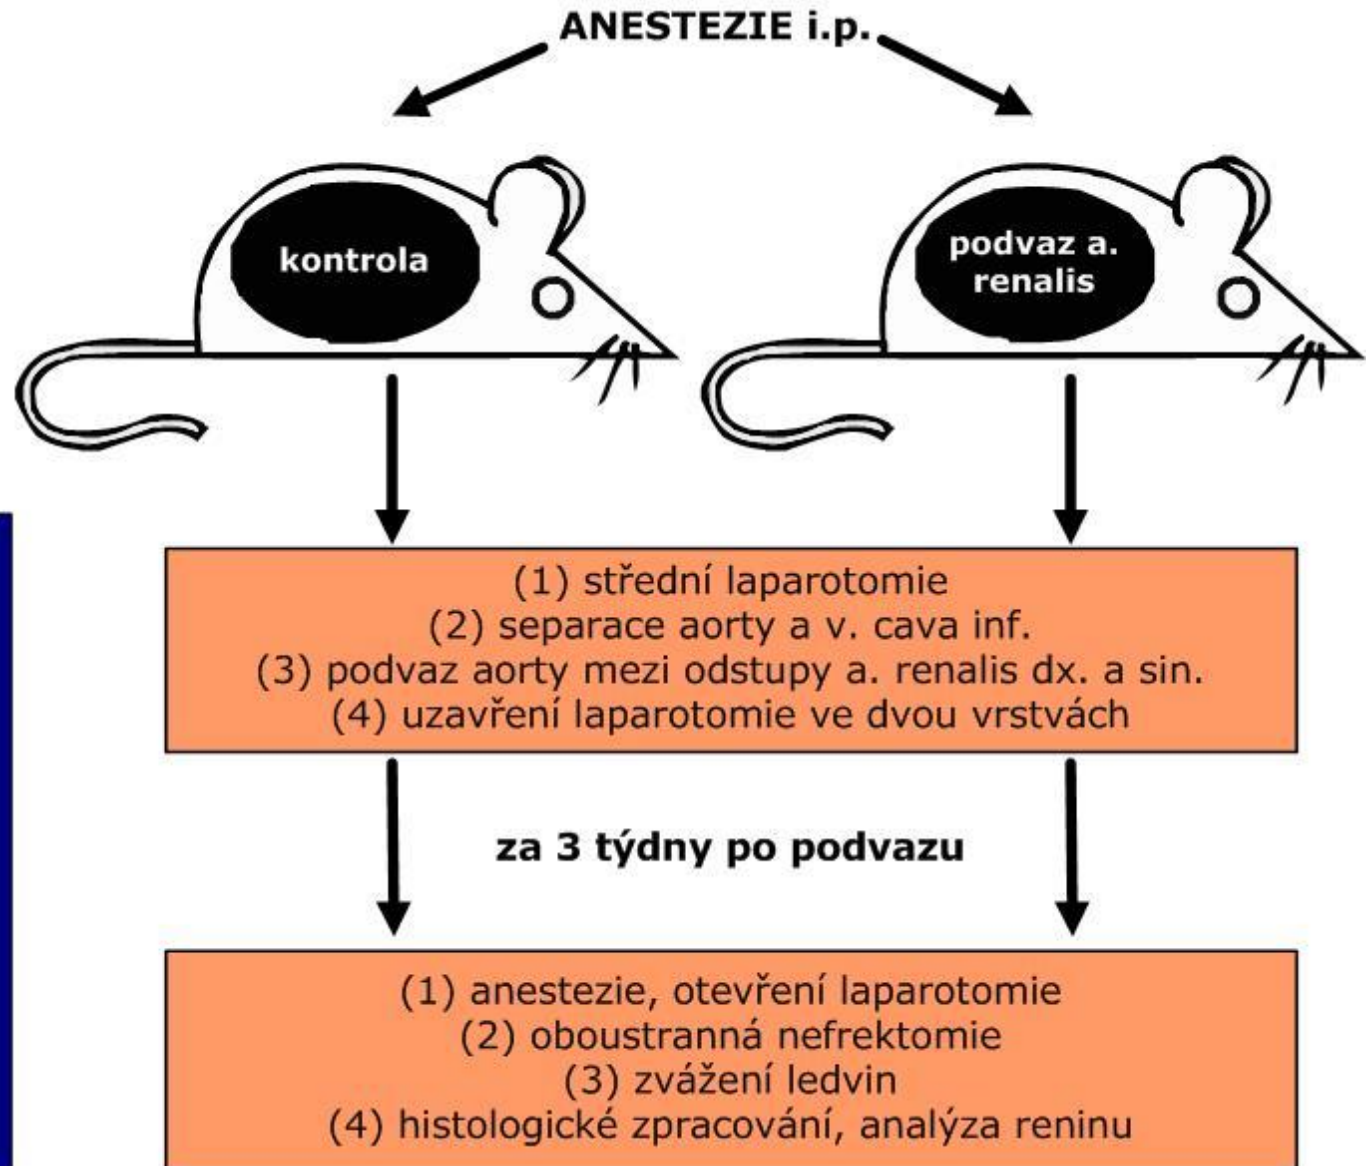 ANESTEZIE i.p.
kontrola
podvaz a.
renalis
(1) střední laparotomie
(2) separace aorty a v. cava inf.
(3) podvaz aorty mezi odstupy a. renalis dx. a sin.
(4) uzavření laparotomie ve dvou vrstvách
za 3 týdny po podvazu
(1) anestezie, otevření laparotomie
(2) oboustranná nefrektomie
(3) zvážení ledvin
(4) histologické zpracování, analýza reninu